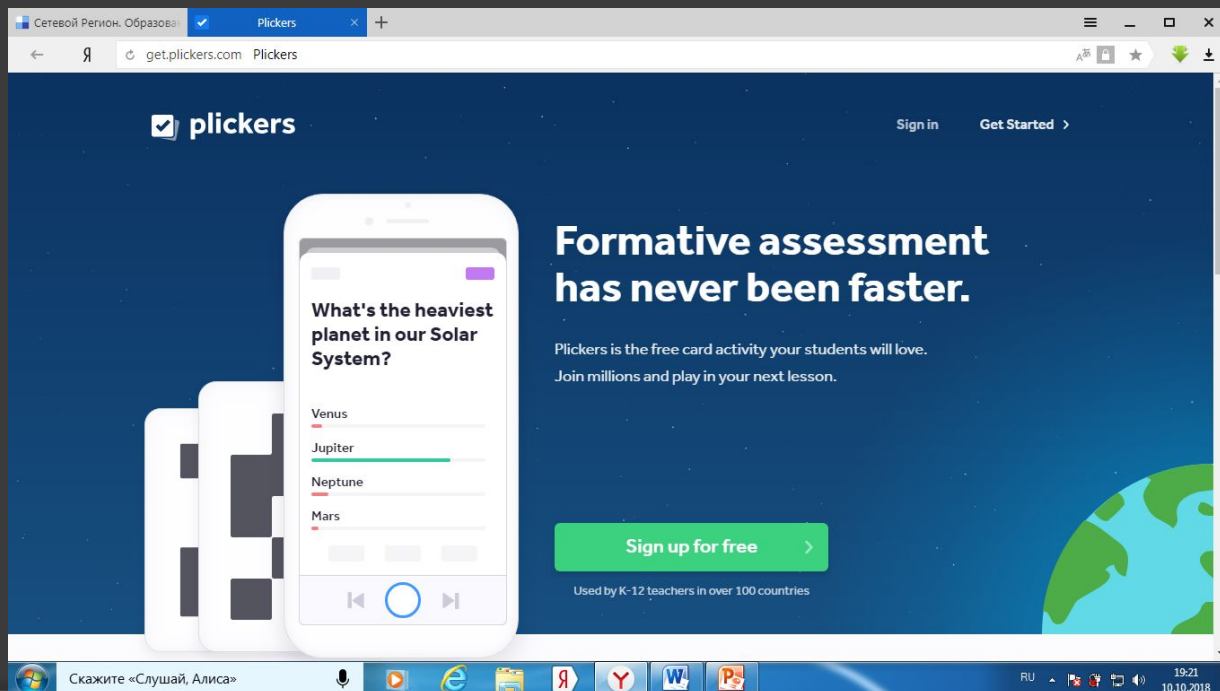 Сетевой Регион. Образова
Plickers
Я
get.plickers.com Plickers
plickers
Sign in
Get Started
Formative assessment
has never been faster.
Plickers is the free card activity your students will love.
Join millions and play in your next lesson.
What's the heaviest
planet in our Solar
System?
Venus
Jupiter
Neptune
Mars
Sign up for free
Used by K-12 teachers in over 100 countries
Скажите «Слушай, Алиса»
Я
Y
W
P
RU
19:21
10.10.2018